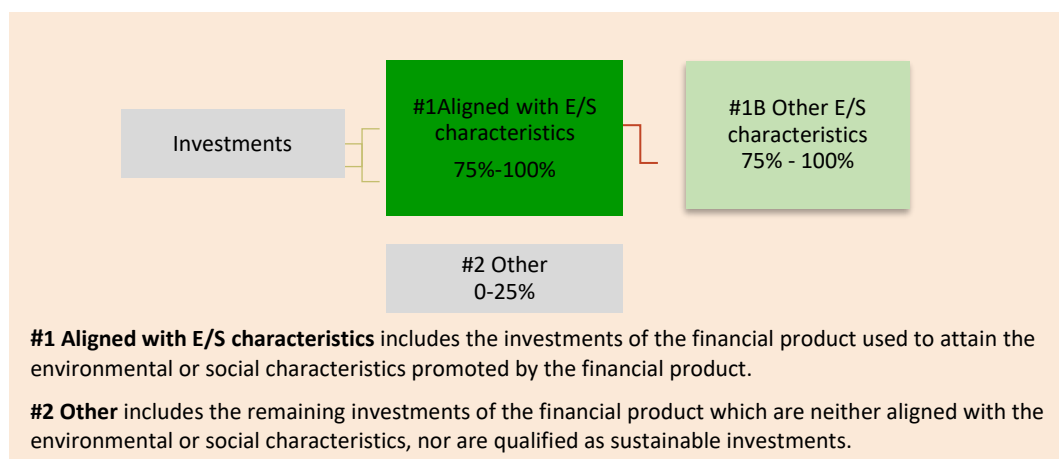 Investments
#1Aligned with E/S
characteristics
75%-100%
#1B Other E/S
characteristics
75% - 100%
#2 Other
0-25%
#1 Aligned with E/S characteristics includes the investments of the financial product used to attain the
environmental or social characteristics promoted by the financial product.
#2 Other includes the remaining investments of the financial product which are neither aligned with the
environmental or social characteristics, nor are qualified as sustainable investments.